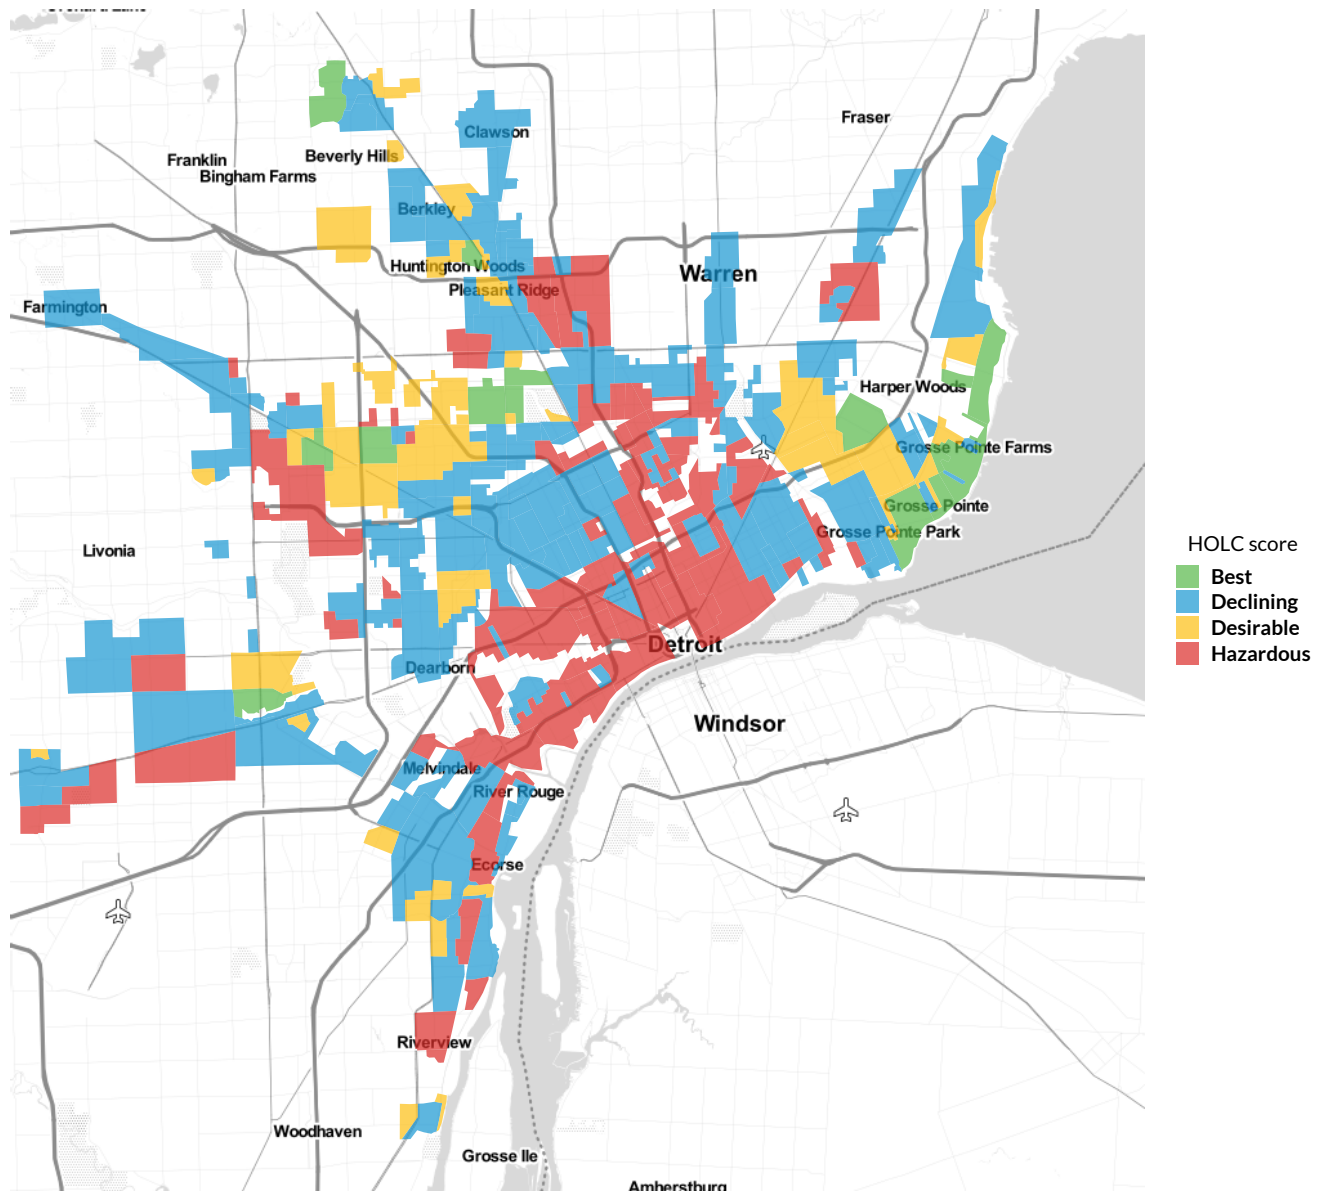 Fraser
Clawson
Franklin
Beverly Hills
Bingham Farms
Berkley
Huntington Woods
Warren
Pleasant Ridge
Farmington
Harper Woods
Grosse Pointe Farms
Grosse Pointe
Grosse Pointe Park
Livonia
HOLC score
Best
Declining
Desirable
Hazardous
Detroit
Dearborn
Windsor
Melvindale
River Rouge
Ecorse
Riverview
Woodhaven
Grosse Ile
Amherstburg